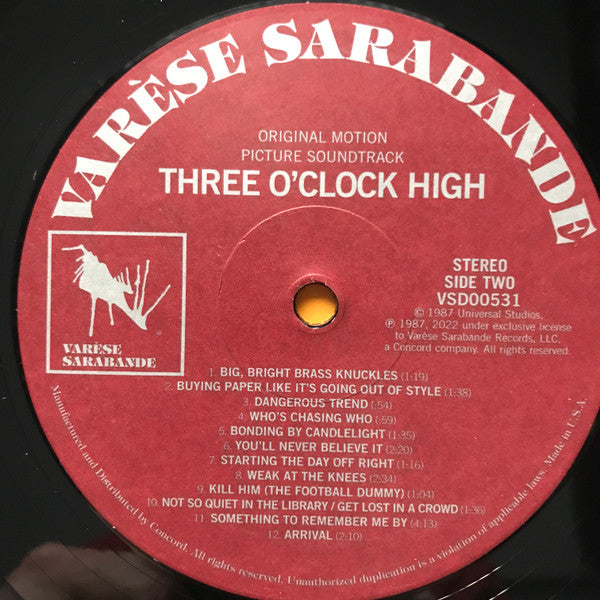 VARÈSE SARABANDE
ORIGINAL MOTION
PICTURE SOUNDTRACK
THREE O'CLOCK HIGH
VARÈSE
SARABANDE
STEREO
SIDE TWO
VSD00531
© 1987 Universal Studios.
℗ 1987, 2022 under exclusive license
to Varèse Sarabande Records, LLC.
a Concord company. All rights reserved.
1. BIG, BRIGHT BRASS KNUCKLES (1:19)
2. BUYING PAPER LIKE IT'S GOING OUT OF STYLE (1:38)
3. DANGEROUS TREND (:54)
4. WHO'S CHASING WHO (:59)
5. BONDING BY CANDLELIGHT (1:35)
6. YOU'LL NEVER BELIEVE IT (2:20)
7. STARTING THE DAY OFF RIGHT (1:16)
8. WEAK AT THE KNEES (2:34)
9. KILL HIM (THE FOOTBALL DUMMY) (1:04)
10. NOT SO QUIET IN THE LIBRARY / GET LOST IN A CROWD (1:36)
11. SOMETHING TO REMEMBER ME BY (4:13)
12. ARRIVAL (2:10)
Manufactured and Distributed by Concord. All rights reserved. Unauthorized duplication is a violation of applicable laws. Made in U.S.A.